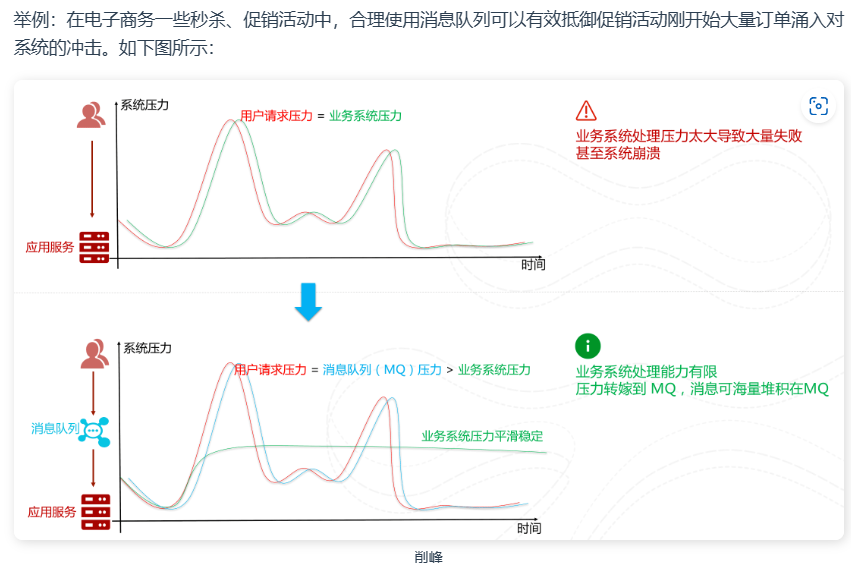 举例：在电子商务一些秒杀、促销活动中，合理使用消息队列可以有效抵御促销活动刚开始大量订单涌入对
系统的冲击。如下图所示：
系统压力
用户请求压力 = 业务系统压力
业务系统处理压力太大导致大量失败
甚至系统崩溃
应用服务
时间
系统压力
用户请求压力 = 消息队列（MQ）压力 > 业务系统压力
业务系统处理能力有限
压力转嫁到 MQ，消息可海量堆积在MQ
消息队列
业务系统压力平滑稳定
应用服务
时间
削峰